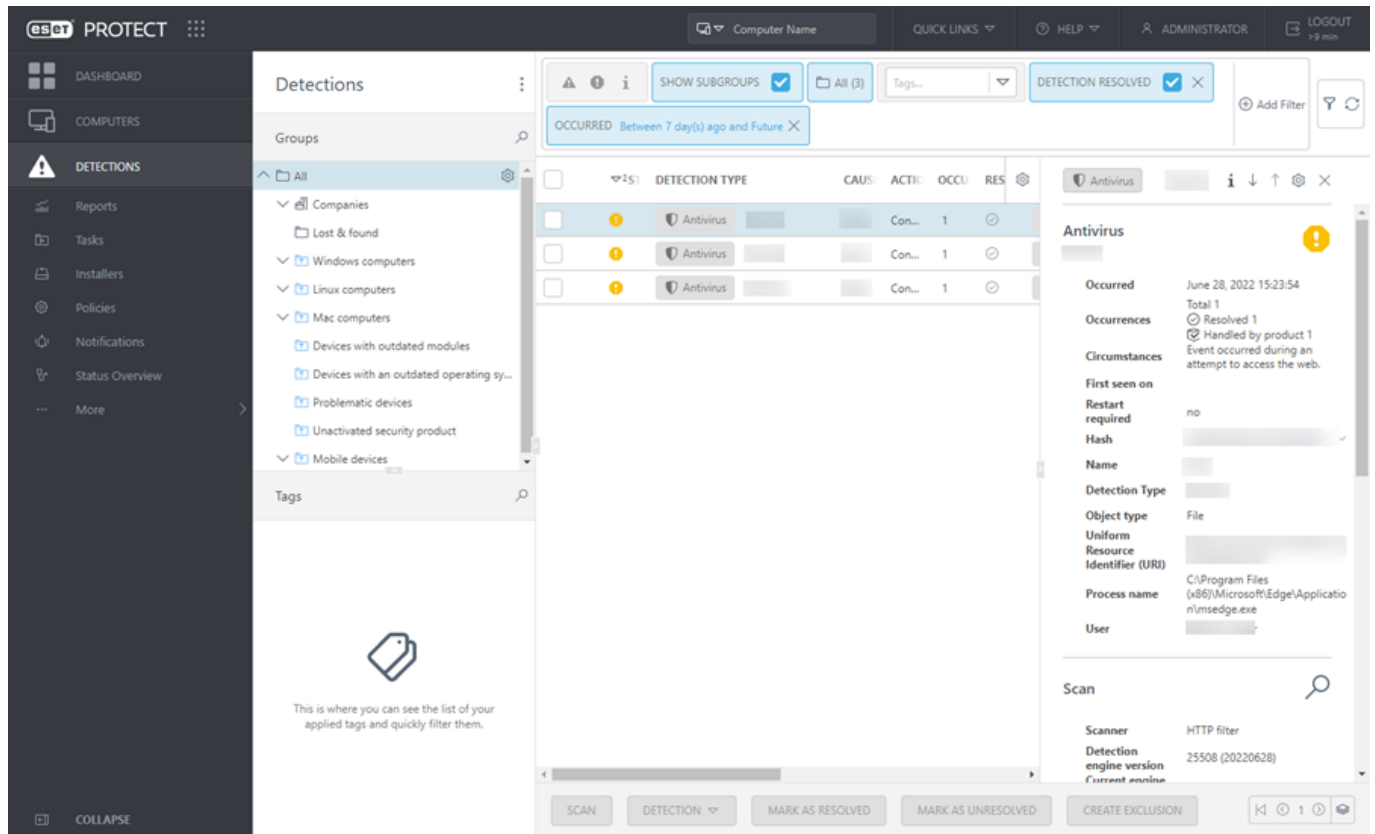 eset PROTECT
Computer Name
QUICK LINKS
HELP
ADMINISTRATOR
LOGOUT
>9 min
DASHBOARD
COMPUTERS
DETECTIONS
Reports
Tasks
Installers
Policies
Notifications
Status Overview
More
COLLAPSE
Detections
Groups
All
Companies
Lost & found
Windows computers
Linux computers
Mac computers
Devices with outdated modules
Devices with an outdated operating sy...
Problematic devices
Unactivated security product
Mobile devices
Tags
This is where you can see the list of your
applied tags and quickly filter them.
SHOW SUBGROUPS
All (3)
Tags...
DETECTION RESOLVED
Add Filter
OCCURRED Between 7 day(s) ago and Future
DETECTION TYPE CAUS ACTIO OCCU RES
Antivirus Con... 1
Antivirus Con... 1
Antivirus Con... 1
SCAN
DETECTION
MARK AS RESOLVED
MARK AS UNRESOLVED
CREATE EXCLUSION
1
Antivirus
Antivirus
Occurred June 28, 2022 15:23:54
Occurrences Total 1
Resolved 1
Handled by product 1
Circumstances Event occurred during an
attempt to access the web.
First seen on
Restart
required no
Hash
Name
Detection Type
Object type File
Uniform
Resource
Identifier (URI)
Process name C:\Program Files
(x86)\Microsoft\Edge\Applicatio
n\msedge.exe
User
Scan
Scanner HTTP filter
Detection
engine version 25508 (20220628)
Current engine